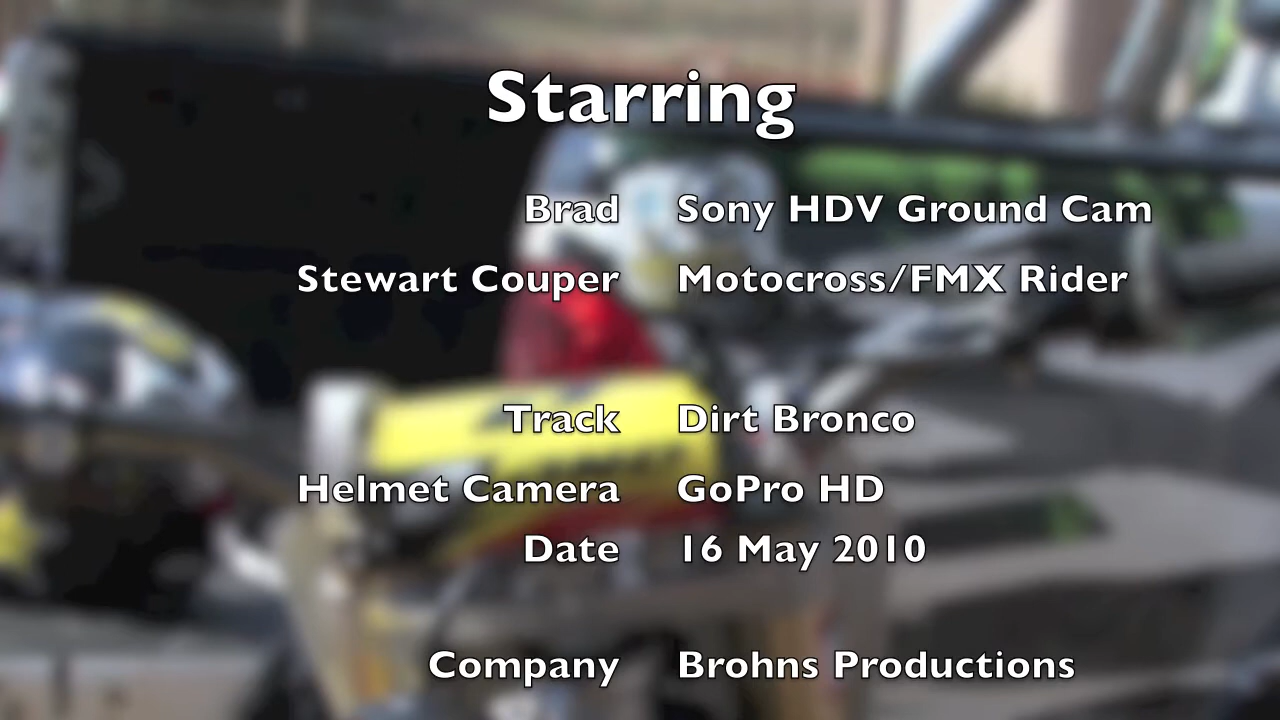 Starring
Brad Sony HDV Ground Cam
Stewart Couper Motocross/FMX Rider
Track Dirt Bronco
Helmet Camera GoPro HD
Date 16 May 2010
Company Brohns Productions